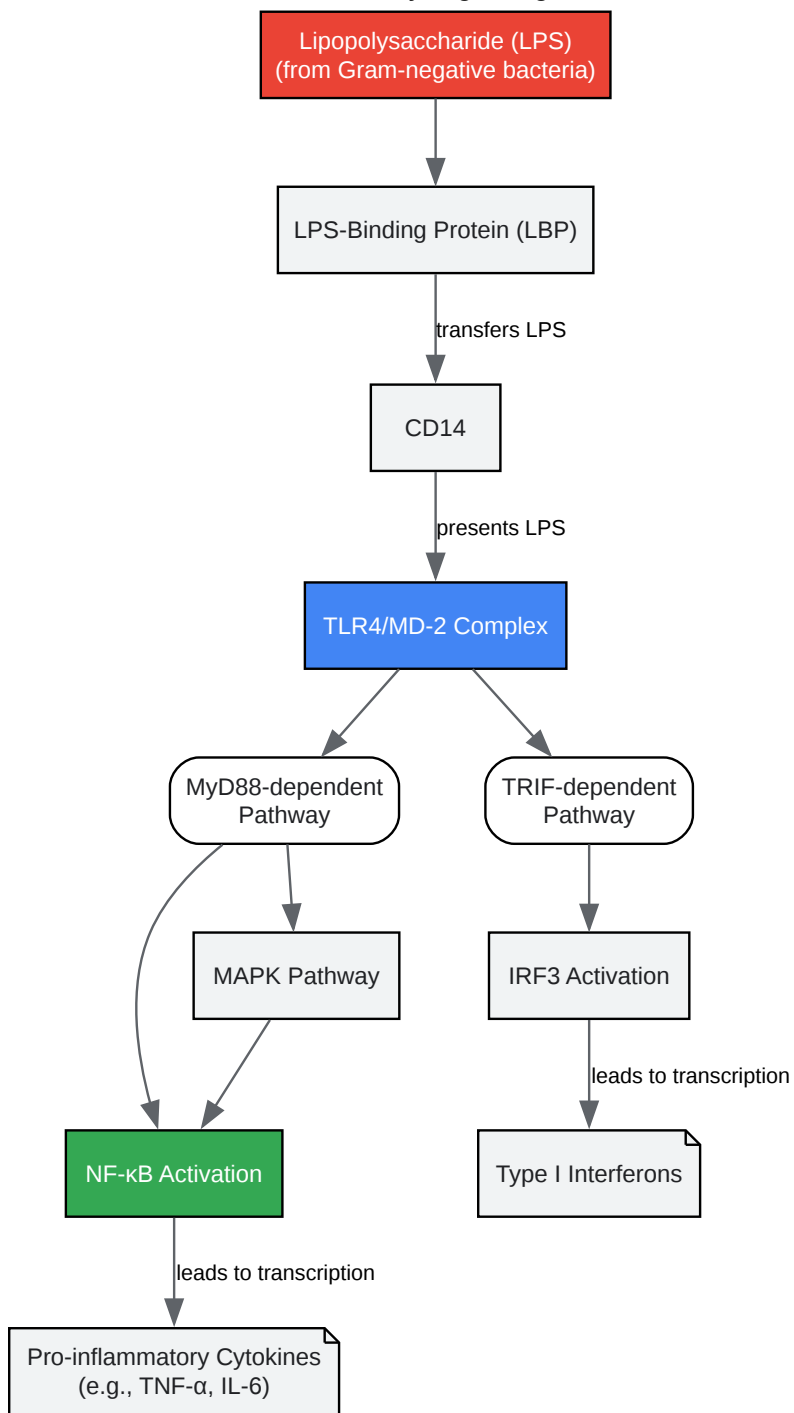 Lipopolysaccharide (LPS)
(from Gram-negative bacteria)
LPS-Binding Protein (LBP)
transfers LPS
CD14
presents LPS
TLR4/MD-2 Complex
MyD88-dependent
Pathway
TRIF-dependent
Pathway
MAPK Pathway
IRF3 Activation
leads to transcription
NF-κB Activation
Type I Interferons
leads to transcription
Pro-inflammatory Cytokines
(e.g., TNF-α, IL-6)